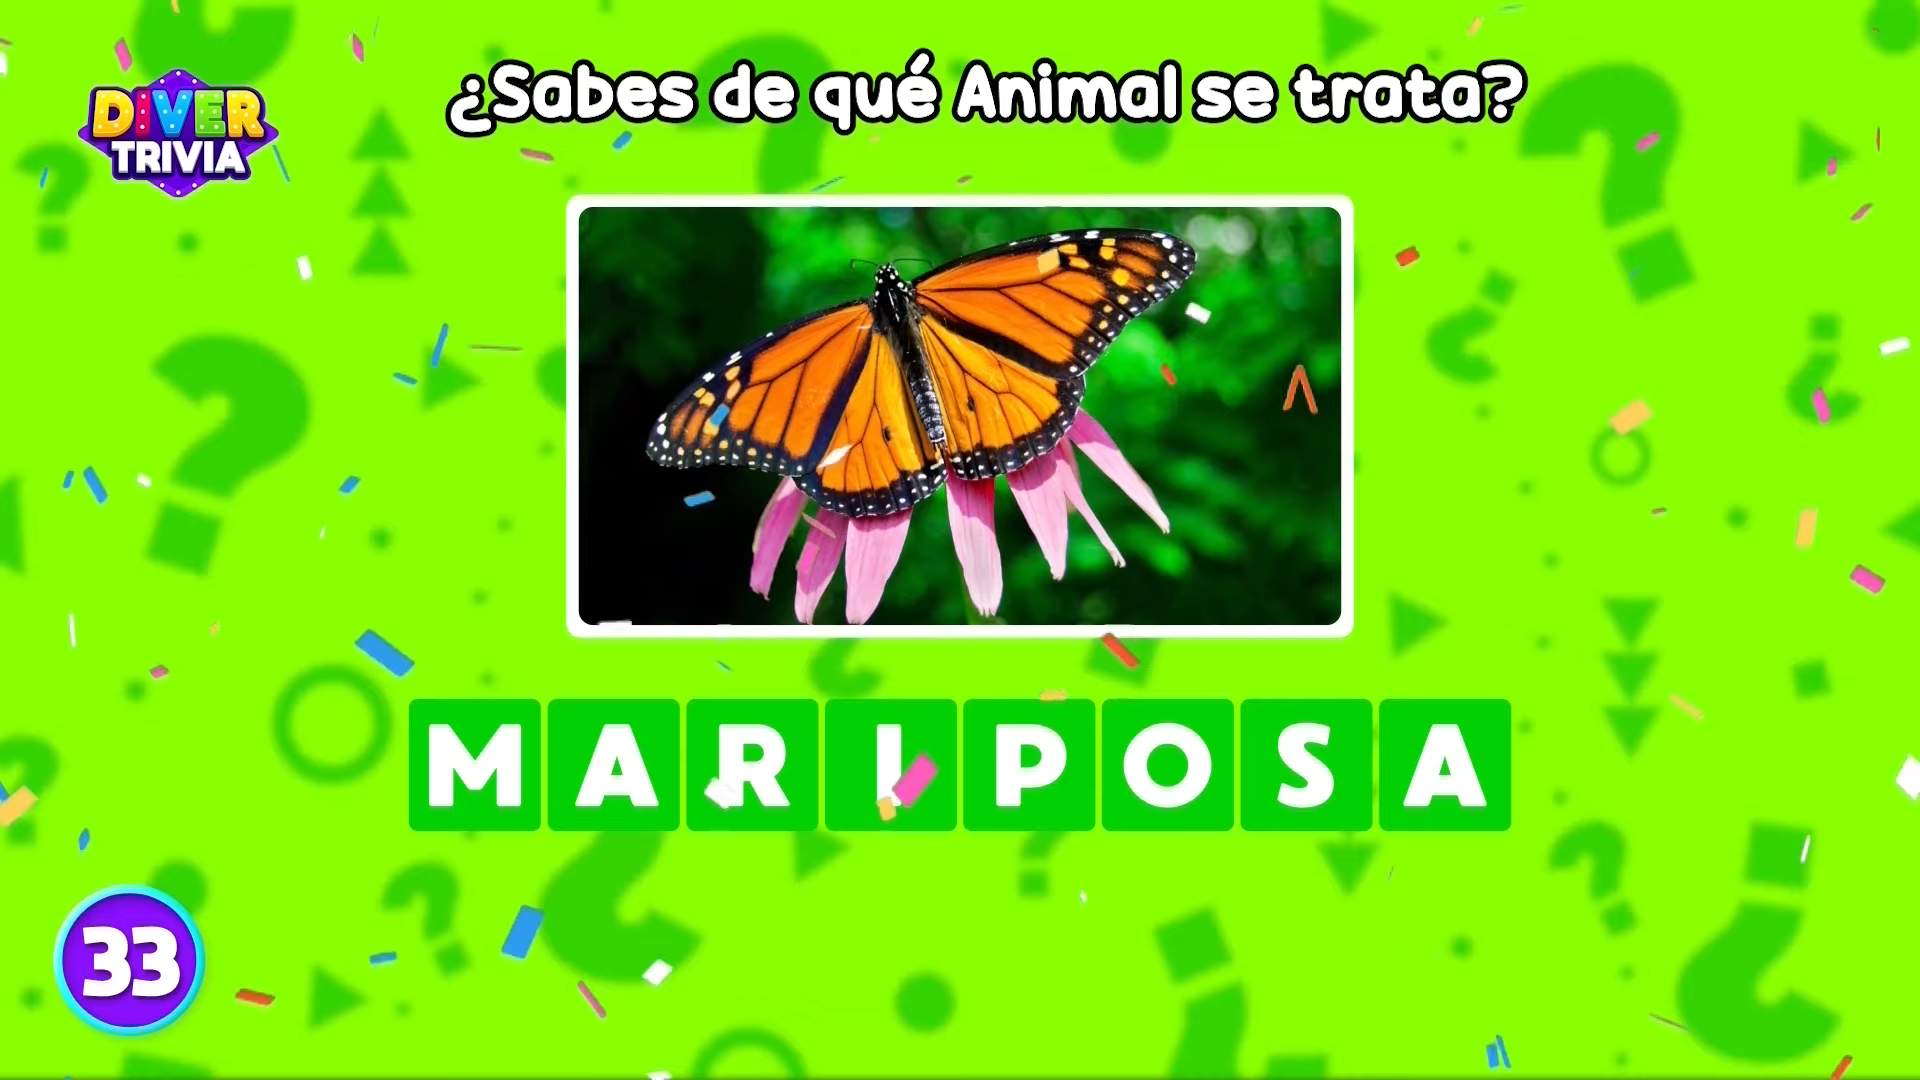 ¿Sabes de qué Animal se trata?
DIVER
TRIVIA
MARIPOSA
33